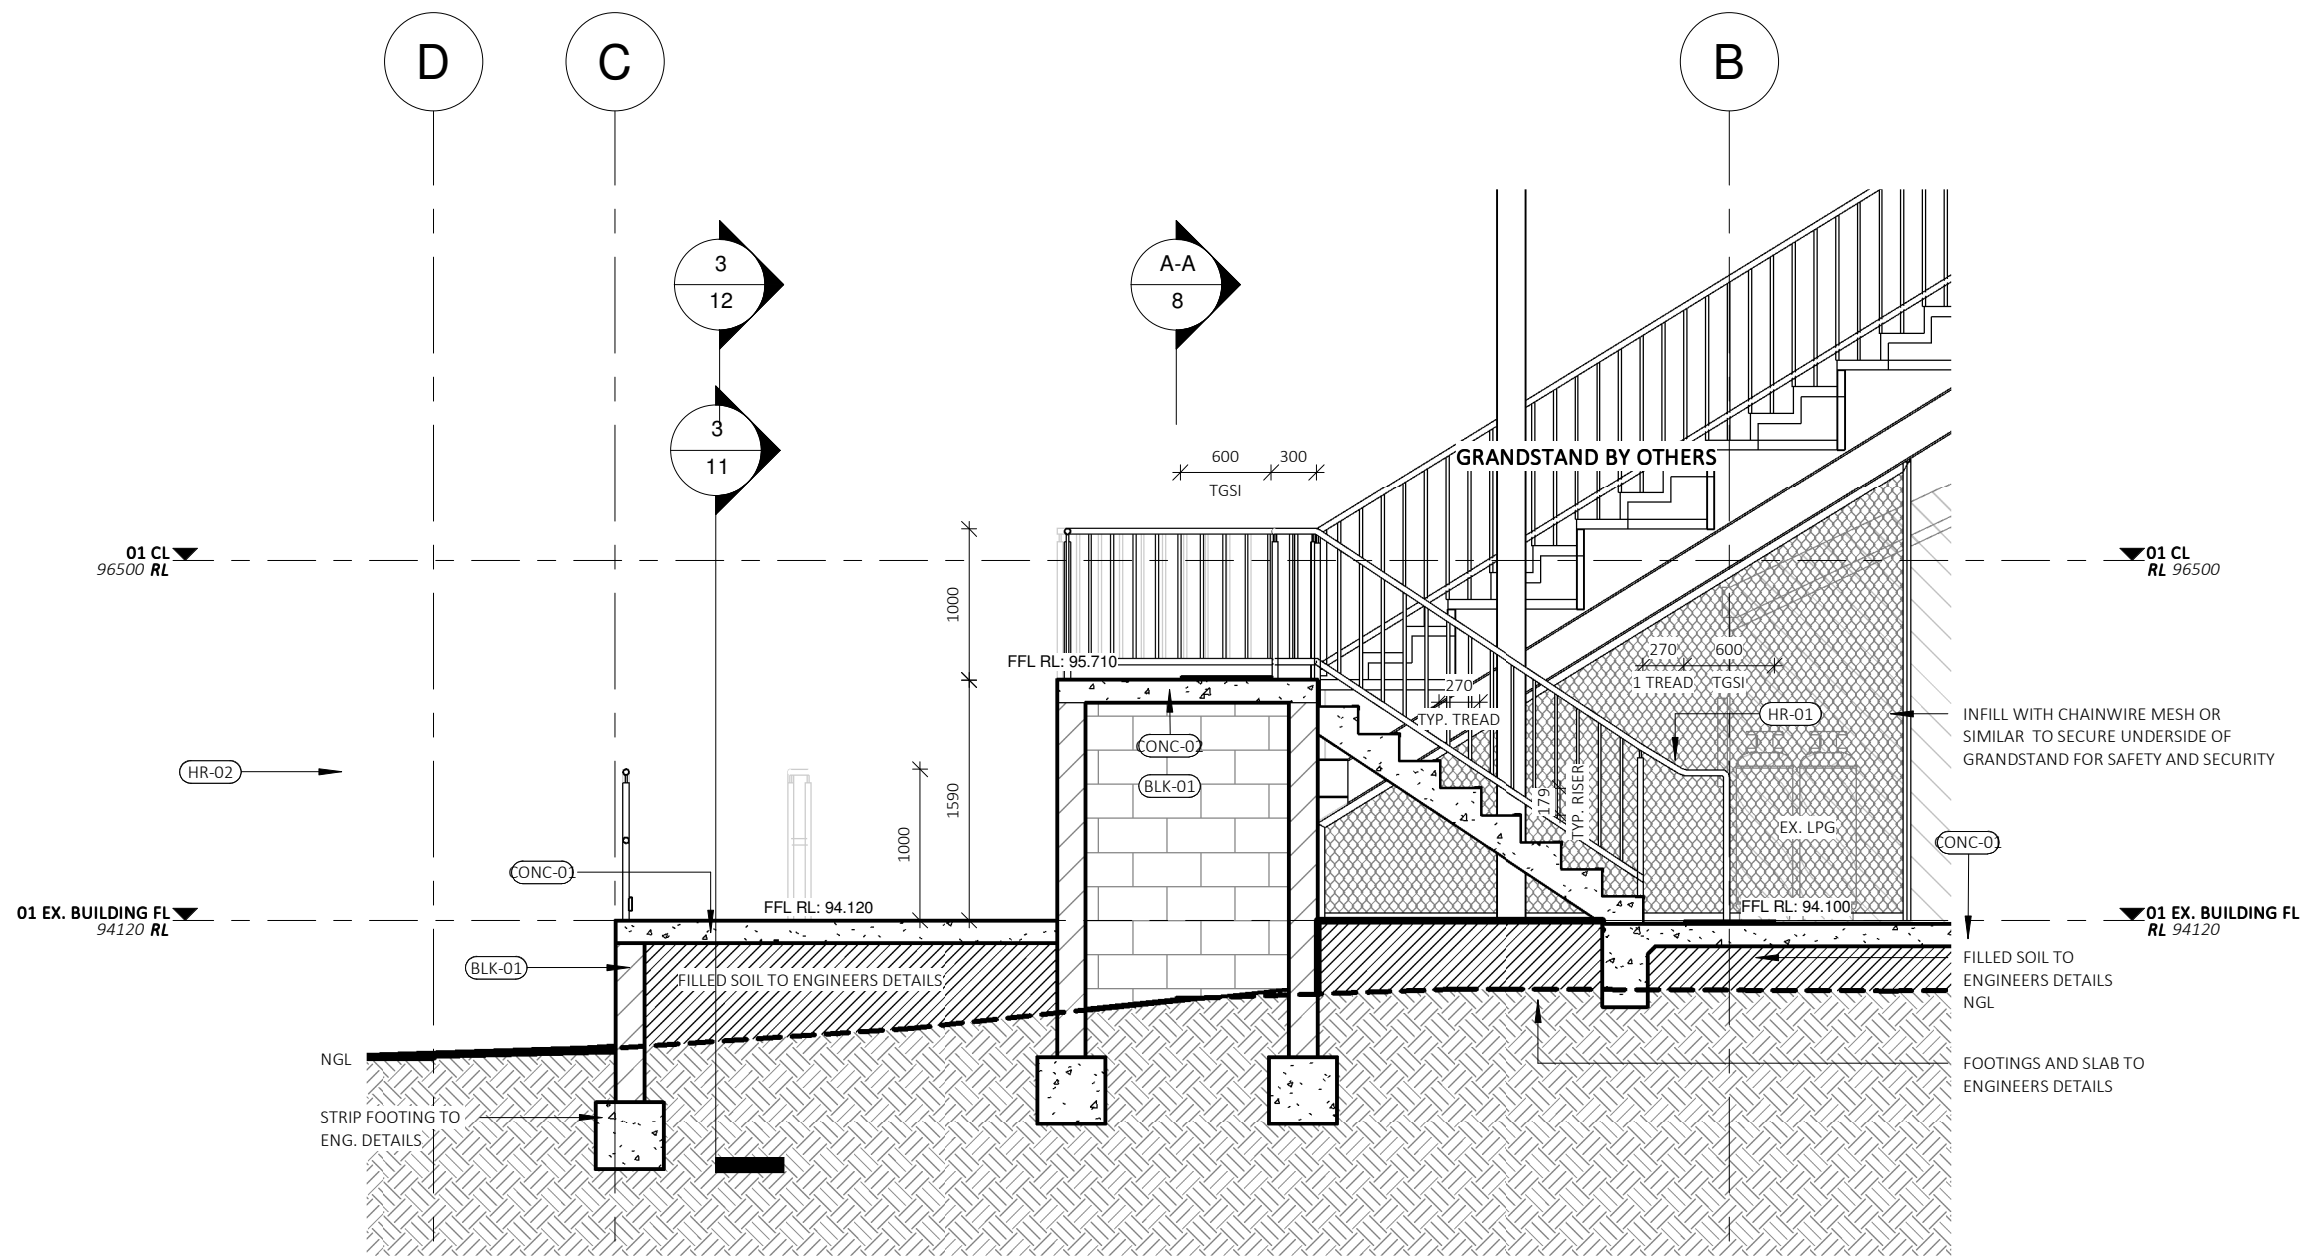 D
C
B
3
12
A-A
8
3
11
600
300
TGSI
GRANDSTAND BY OTHERS
01 CL
96500 RL
01 CL
RL 96500
1000
FFL RL: 95.710
270
TYP. TREAD
270
600
1 TREAD
TGSI
HR-01
INFILL WITH CHAINWIRE MESH OR
SIMILAR TO SECURE UNDERSIDE OF
GRANDSTAND FOR SAFETY AND SECURITY
CONC-02
BLK-01
HR-02
1590
1000
179
TYP. RISER
EX. LPG
CONC-01
CONC-01
FFL RL: 94.120
FFL RL: 94.100
01 EX. BUILDING FL
94120 RL
01 EX. BUILDING FL
RL 94120
BLK-01
FILLED SOIL TO ENGINEERS DETAILS
FILLED SOIL TO
ENGINEERS DETAILS
NGL
NGL
FOOTINGS AND SLAB TO
ENGINEERS DETAILS
STRIP FOOTING TO
ENG. DETAILS